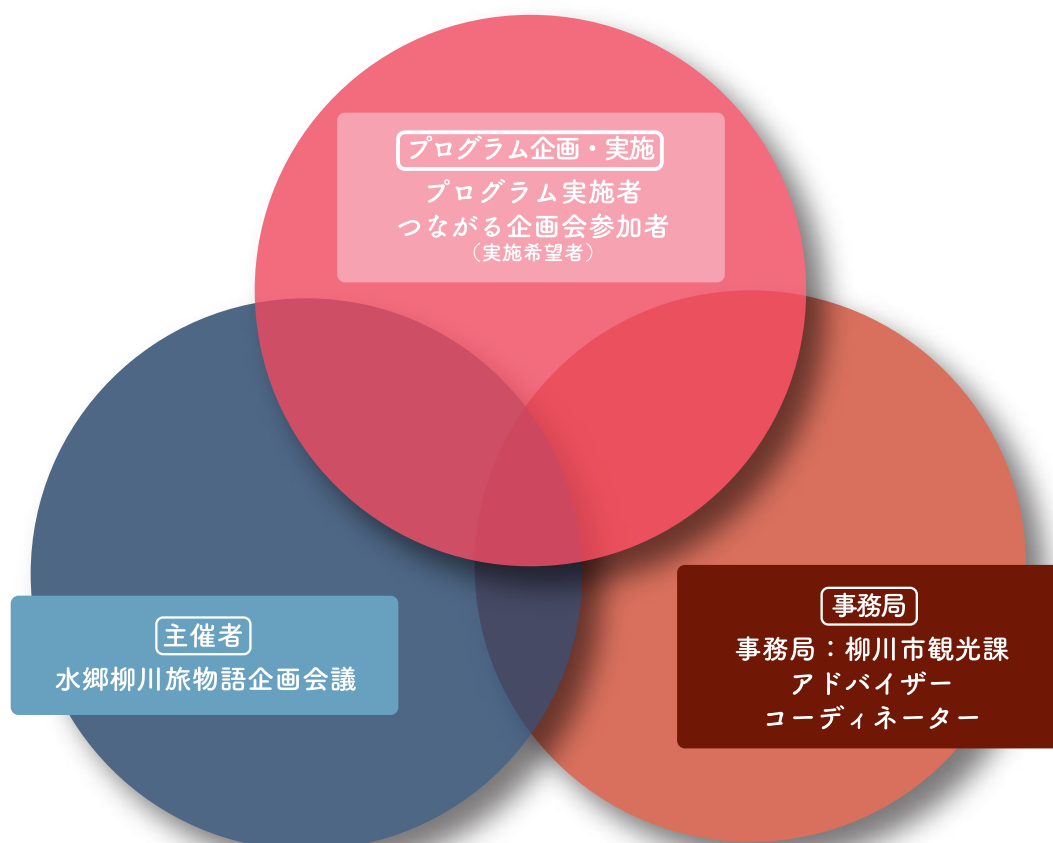 プログラム企画・実施
プログラム実施者
つながる企画会参加者
（実施希望者）
主催者
水郷柳川旅物語企画会議
事務局
事務局：柳川市観光課
アドバイザー
コーディネーター